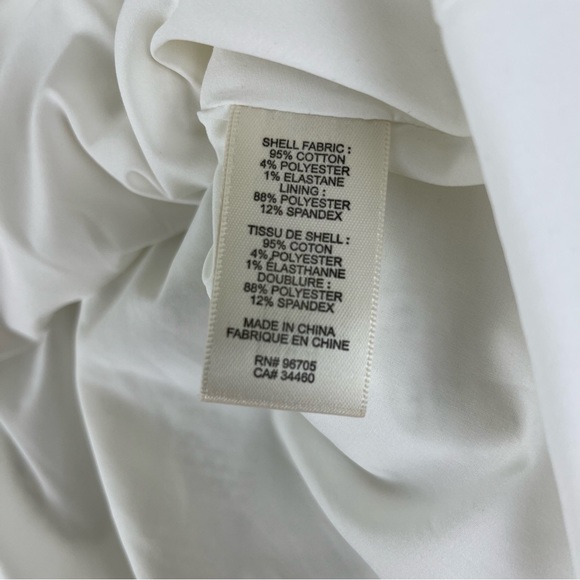 SHELL FABRIC :
95% COTTON
4% POLYESTER
1% ELASTANE
LINING :
88% POLYESTER
12% SPANDEX
TISSU DE SHELL :
95% COTON
4% POLYESTER
1% ELASTHANNE
DOUBLURE :
88% POLYESTER
12% SPANDEX
MADE IN CHINA
FABRIQUE EN CHINE
RN# 96705
CA# 34460